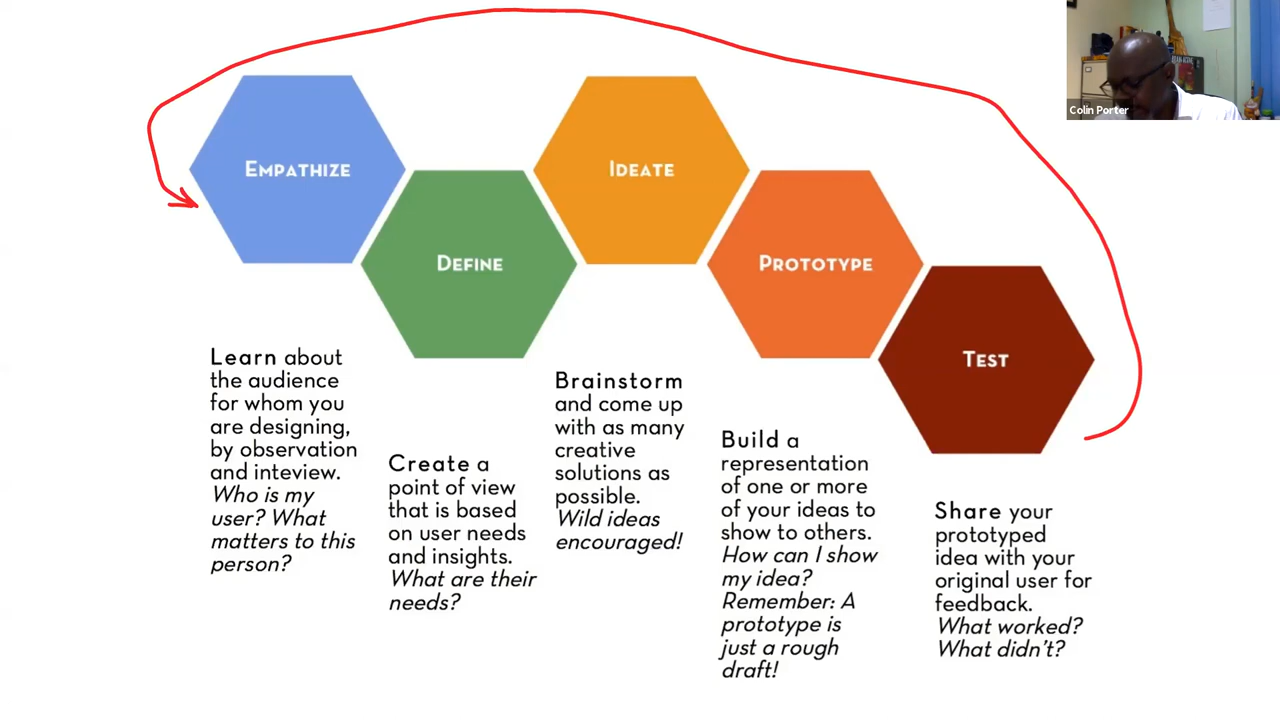 Colin Porter
EMPATHIZE
IDEATE
DEFINE
PROTOTYPE
TEST
Learn about
the audience
for whom you
are designing,
by observation
and inteview.
Who is my
user? What
matters to this
person?
Create a
point of view
that is based
on user needs
and insights.
What are their
needs?
Brainstorm
and come up
with as many
creative
solutions as
possible.
Wild ideas
encouraged!
Build a
representation
of one or more
of your ideas to
show to others.
How can I show
my idea?
Remember: A
prototype is
just a rough
draft!
Share your
prototyped
idea with your
original user for
feedback.
What worked?
What didn't?